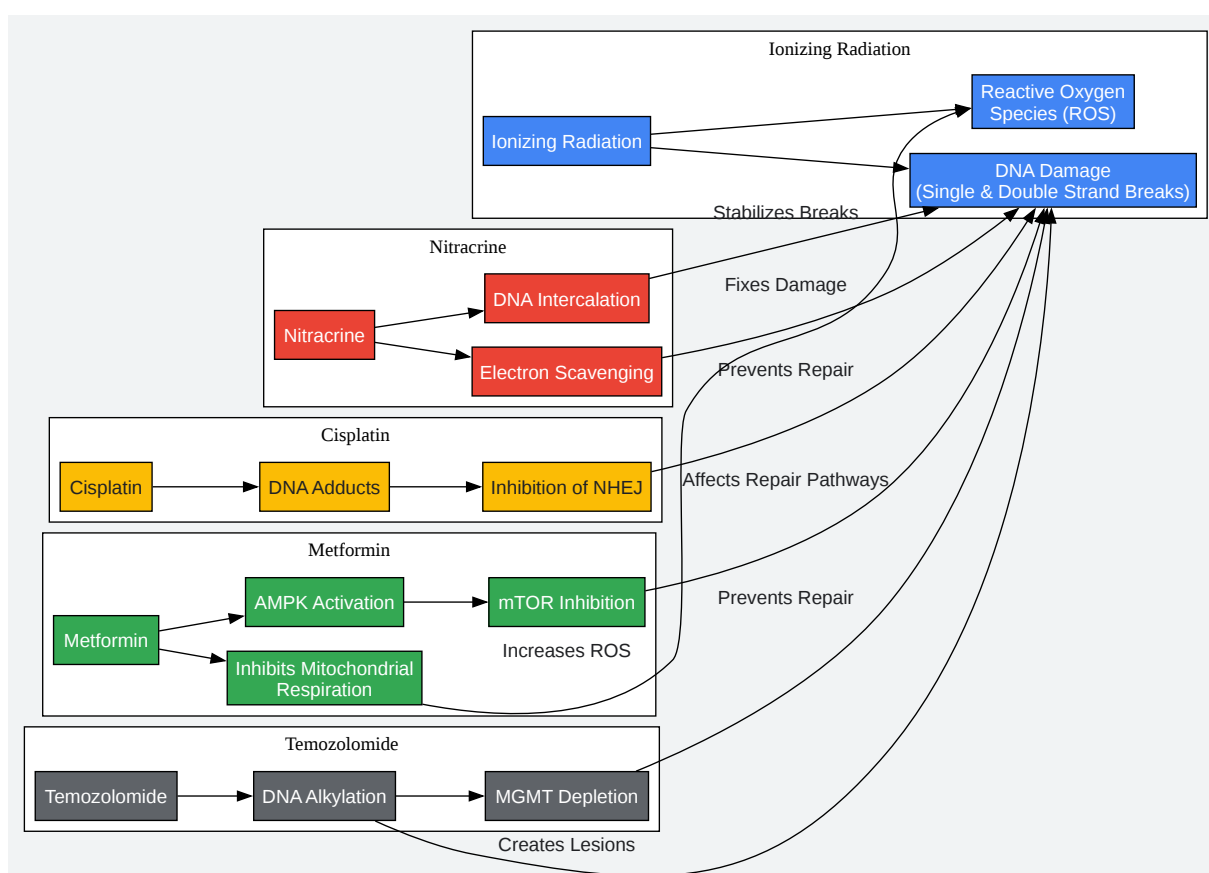 Ionizing Radiation
Ionizing Radiation
Reactive Oxygen
Species (ROS)
DNA Damage
(Single & Double Strand Breaks)
Stabilizes Breaks
Nitracrine
Nitracrine
DNA Intercalation
Electron Scavenging
Fixes Damage
Prevents Repair
Cisplatin
Cisplatin
DNA Adducts
Inhibition of NHEJ
Affects Repair Pathways
Metformin
Metformin
AMPK Activation
mTOR Inhibition
Inhibits Mitochondrial
Respiration
Increases ROS
Prevents Repair
Temozolomide
Temozolomide
DNA Alkylation
MGMT Depletion
Creates Lesions